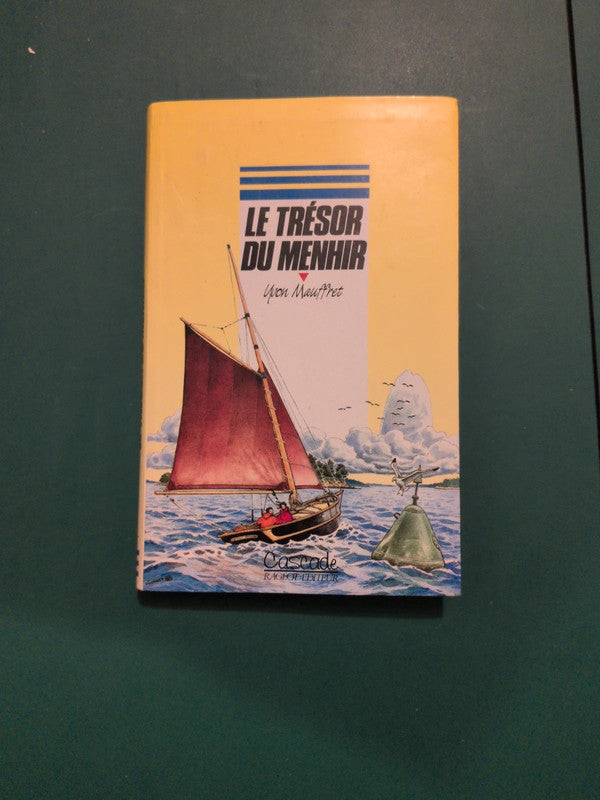 LE TRÉSOR
DU MENHIR
Yvon Mauffret
Cascade
RAGEOT-ÉDITEUR